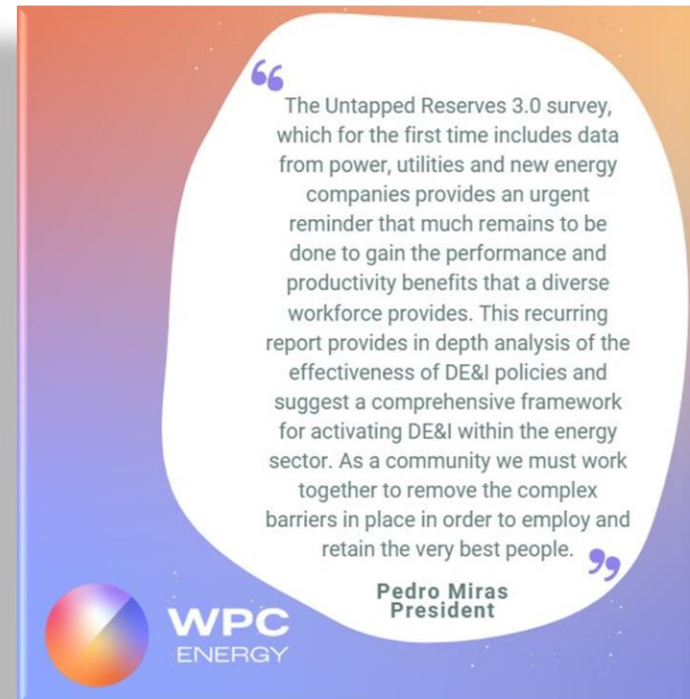 “
The Untapped Reserves 3.0 survey,
which for the first time includes data
from power, utilities and new energy
companies provides an urgent
reminder that much remains to be
done to gain the performance and
productivity benefits that a diverse
workforce provides. This recurring
report provides in depth analysis of the
effectiveness of DE&I policies and
suggest a comprehensive framework
for activating DE&I within the energy
sector. As a community we must work
together to remove the complex
barriers in place in order to employ and
retain the very best people. ”
Pedro Miras
President
WPC
ENERGY